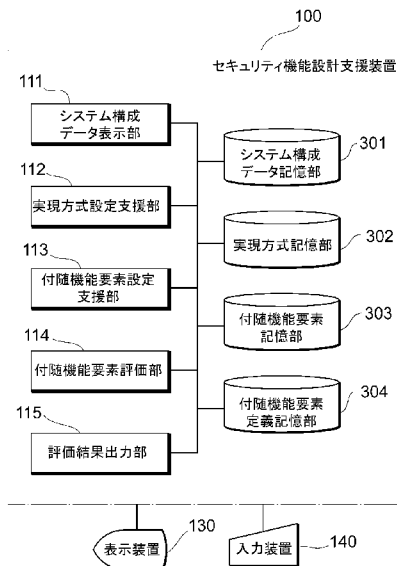 100
セキュリティ機能設計支援装置
111
システム構成
データ表示部
301
システム構成
データ記憶部
112
実現方式設定支援部
302
実現方式記憶部
113
付随機能要素設定
支援部
303
付随機能要素
記憶部
114
付随機能要素評価部
304
付随機能要素
定義記憶部
115
評価結果出力部
表示装置
130
入力装置
140